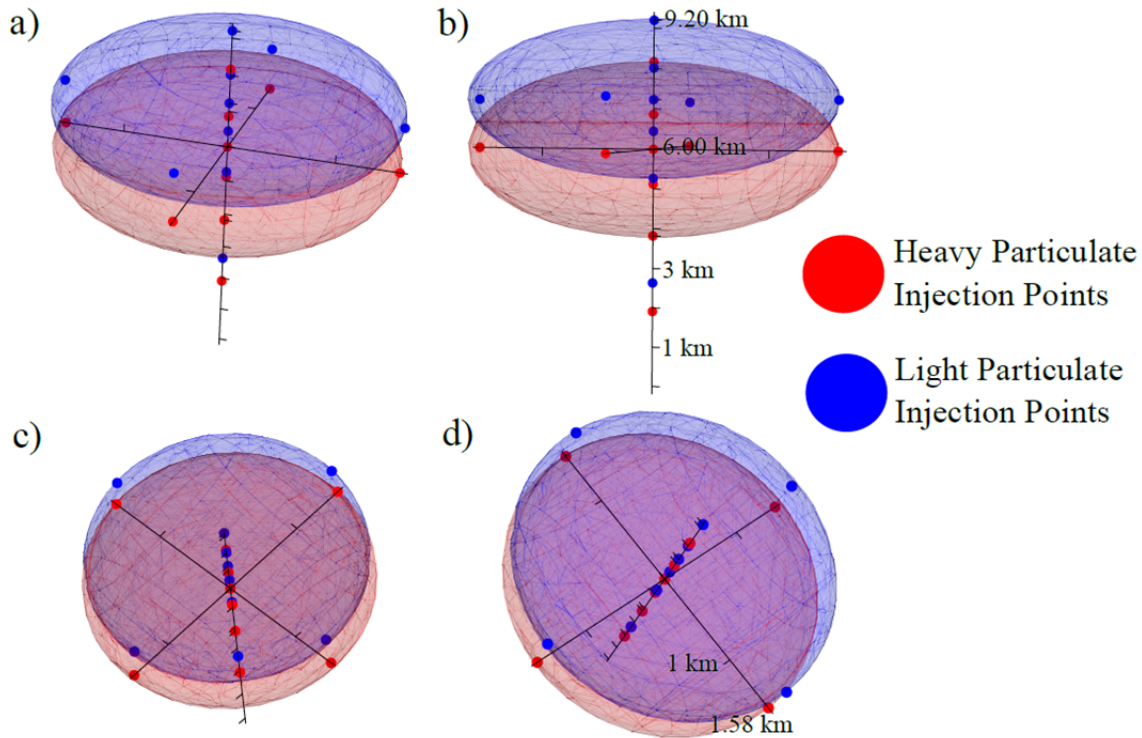 a)
b)
9.20 km
6.00 km
3 km
1 km
Heavy Particulate
Injection Points
Light Particulate
Injection Points
c)
d)
1 km
1.58 km